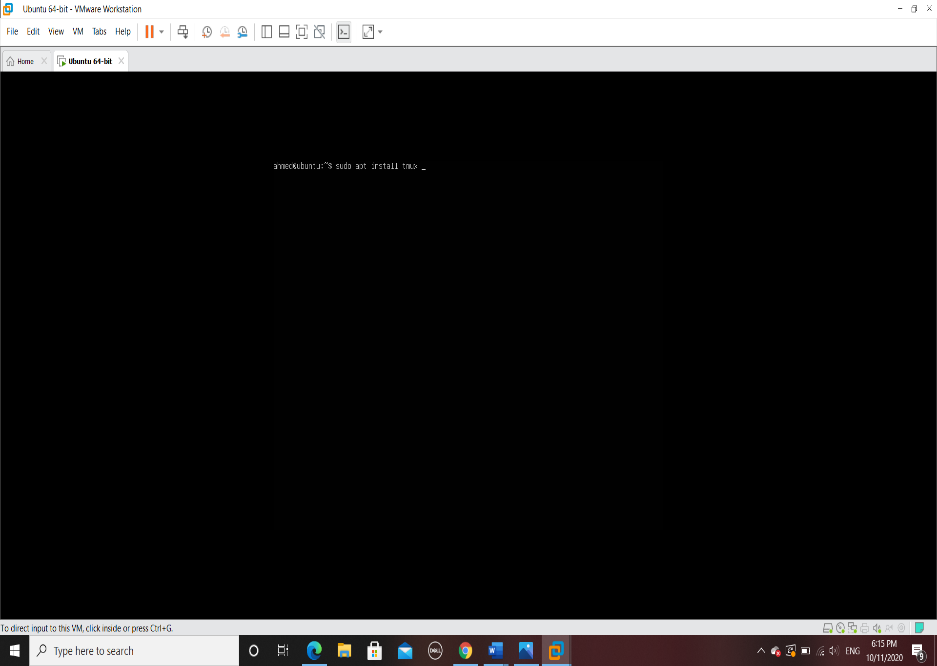 Ubuntu 64-bit - VMware Workstation
File Edit View VM Tabs Help
Home
Ubuntu 64-bit
ahmed@ubuntu:~$ sudo apt install tmux _
To direct input to this VM, click inside or press Ctrl+G.
Type here to search
DELL
W
ENG
6:15 PM
10/11/2020
9